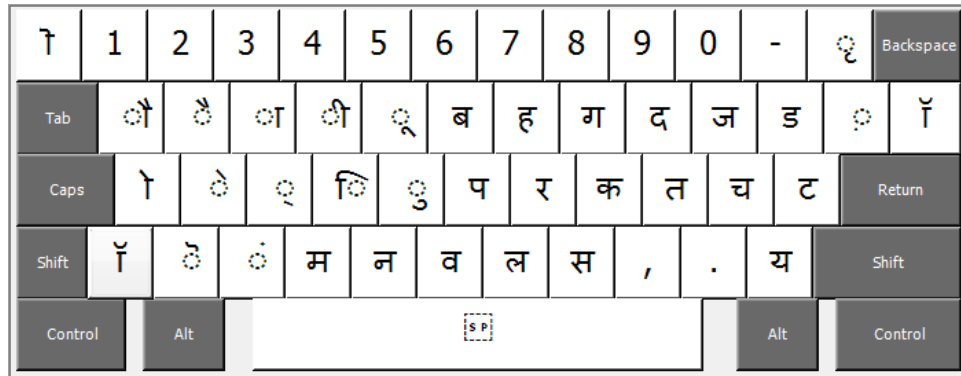 ॊ 1 2 3 4 5 6 7 8 9 0 - ृ Backspace
Tab ौ ै ा ी ू ब ह ग द ज ड ़ ॉ
Caps ो े ् ि ु प र क त च ट Return
Shift ॉ ॆ ं म न व ल स , . य Shift
Control Alt SP Alt Control